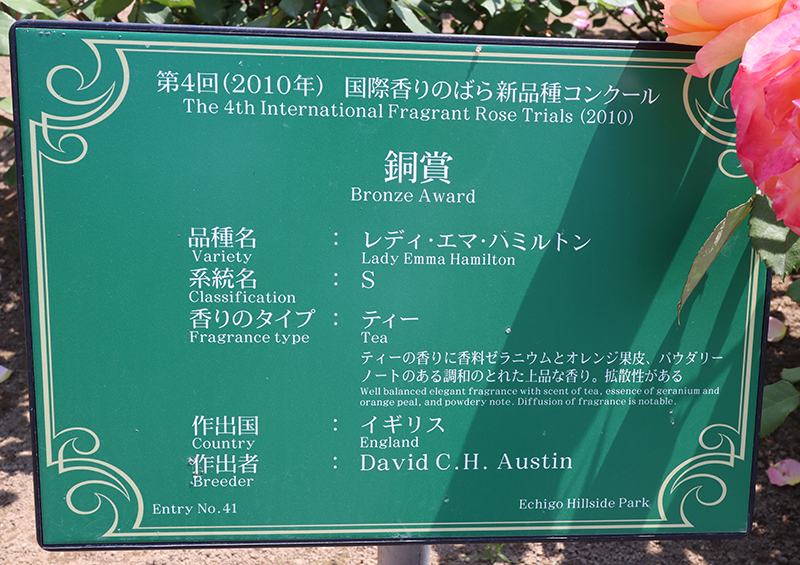 第4回(2010年) 国際香りのばら新品種コンクール
The 4th International Fragrant Rose Trials (2010)
銅賞
Bronze Award
品種名 : レディ・エマ・ハミルトン
Variety Lady Emma Hamilton
系統名 : S
Classification
香りのタイプ : ティー
Fragrance type Tea
ティーの香りに香料ゼラニウムとオレンジ果皮、パウダリー
ノートのある調和のとれた上品な香り。拡散性がある
Well balanced elegant fragrance with scent of tea, essence of geranium and
orange peal, and powdery note. Diffusion of fragrance is notable.
作出国 : イギリス
Country England
作出者 : David C.H. Austin
Breeder
Entry No.41 Echigo Hillside Park